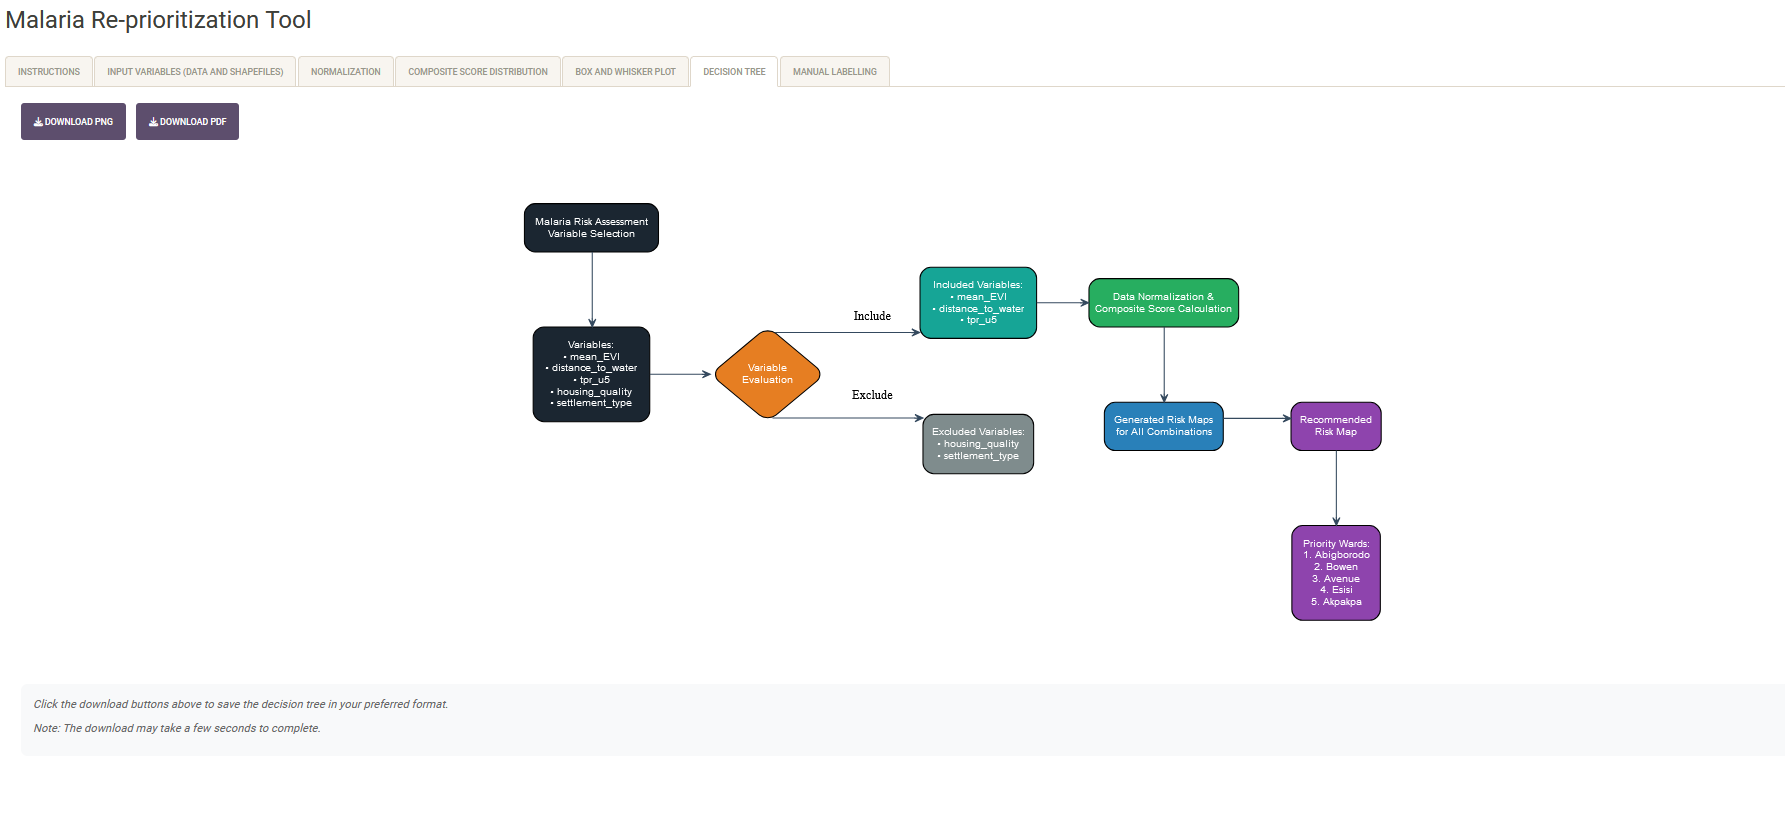 Malaria Re-prioritization Tool
INSTRUCTIONS
INPUT VARIABLES (DATA AND SHAPEFILES)
NORMALIZATION
COMPOSITE SCORE DISTRIBUTION
BOX AND WHISKER PLOT
DECISION TREE
MANUAL LABELLING
DOWNLOAD PNG
DOWNLOAD PDF
Malaria Risk Assessment
Variable Selection
Variables:
• mean_EVI
• distance_to_water
• tpr_u5
• housing_quality
• settlement_type
Variable
Evaluation
Include
Exclude
Included Variables:
• mean_EVI
• distance_to_water
• tpr_u5
Excluded Variables:
• housing_quality
• settlement_type
Data Normalization &
Composite Score Calculation
Generated Risk Maps
for All Combinations
Recommended
Risk Map
Priority Wards:
1. Abigborodo
2. Bowen
3. Avenue
4. Esisi
5. Akpakpa
Click the download buttons above to save the decision tree in your preferred format.
Note: The download may take a few seconds to complete.